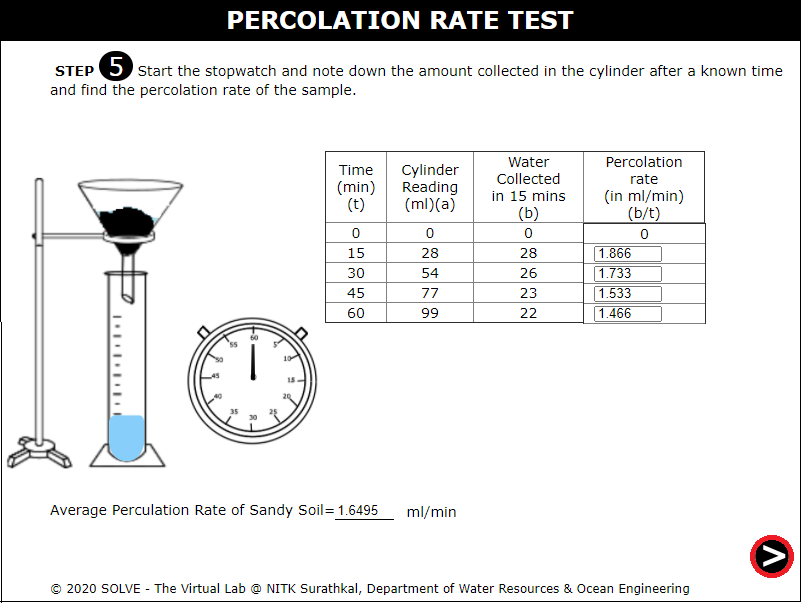 PERCOLATION RATE TEST
STEP 5 Start the stopwatch and note down the amount collected in the cylinder after a known time
and find the percolation rate of the sample.
Time (min) (t) Cylinder Reading (ml)(a) Water Collected in 15 mins (b) Percolation rate (in ml/min) (b/t)
0 0 0 0
15 28 28 1.866
30 54 26 1.733
45 77 23 1.533
60 99 22 1.466
60
55 5
50 10
45 15
40 20
35 30 25
Average Perculation Rate of Sandy Soil= 1.6495 ml/min
>
© 2020 SOLVE - The Virtual Lab @ NITK Surathkal, Department of Water Resources & Ocean Engineering